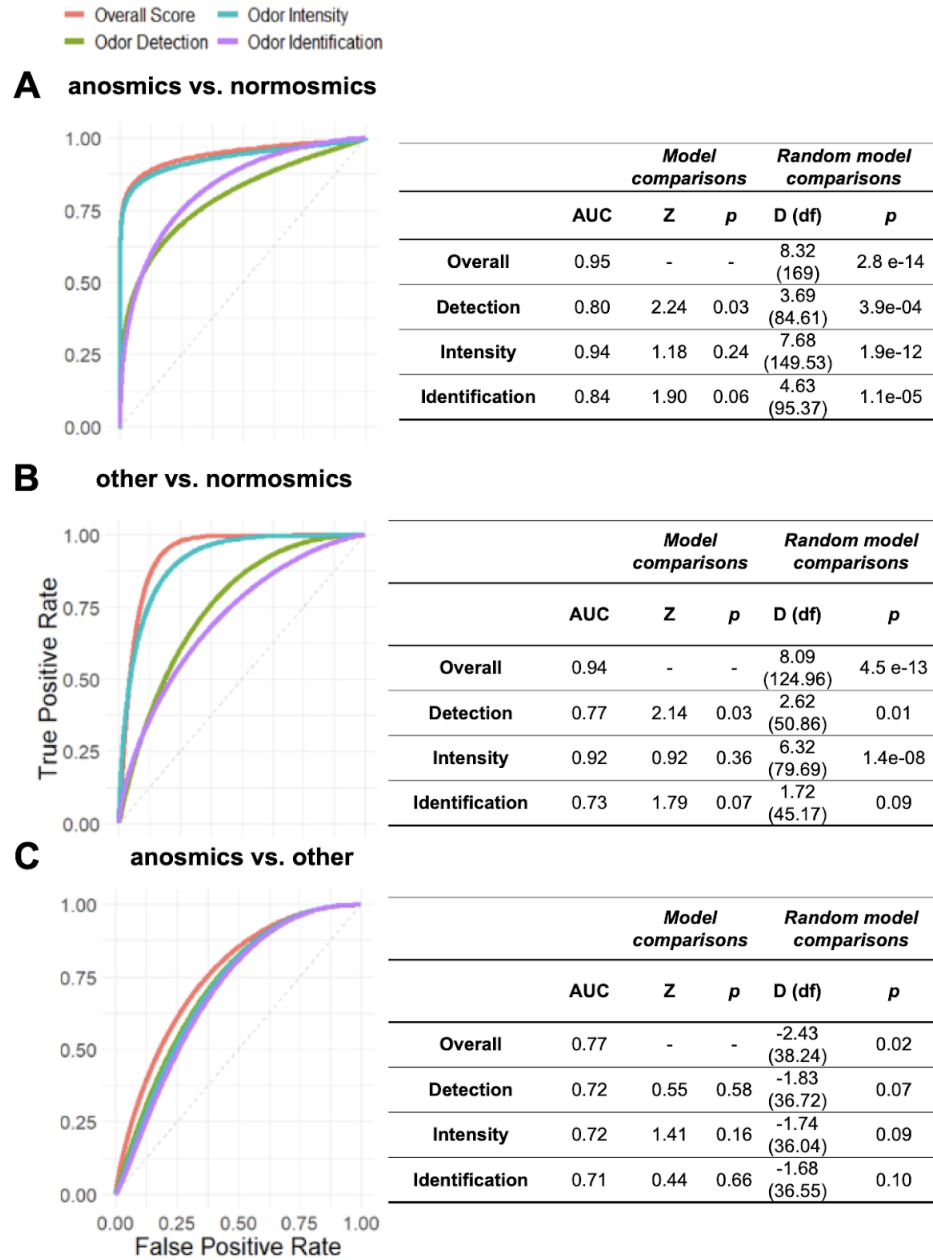 Overall Score Odor Intensity
Odor Detection Odor Identification
A anosmics vs. normosmics
1.00
0.75
0.50
0.25
0.00
Model comparisons Random model comparisons
AUC Z p D (df) p
Overall 0.95 - - 8.32 (169) 2.8 e-14
Detection 0.80 2.24 0.03 3.69 (84.61) 3.9e-04
Intensity 0.94 1.18 0.24 7.68 (149.53) 1.9e-12
Identification 0.84 1.90 0.06 4.63 (95.37) 1.1e-05
B other vs. normosmics
True Positive Rate
1.00
0.75
0.50
0.25
0.00
Model comparisons Random model comparisons
AUC Z p D (df) p
Overall 0.94 - - 8.09 (124.96) 4.5 e-13
Detection 0.77 2.14 0.03 2.62 (50.86) 0.01
Intensity 0.92 0.92 0.36 6.32 (79.69) 1.4e-08
Identification 0.73 1.79 0.07 1.72 (45.17) 0.09
C anosmics vs. other
1.00
0.75
0.50
0.25
0.00
0.00 0.25 0.50 0.75 1.00
False Positive Rate
Model comparisons Random model comparisons
AUC Z p D (df) p
Overall 0.77 - - -2.43 (38.24) 0.02
Detection 0.72 0.55 0.58 -1.83 (36.72) 0.07
Intensity 0.72 1.41 0.16 -1.74 (36.04) 0.09
Identification 0.71 0.44 0.66 -1.68 (36.55) 0.10